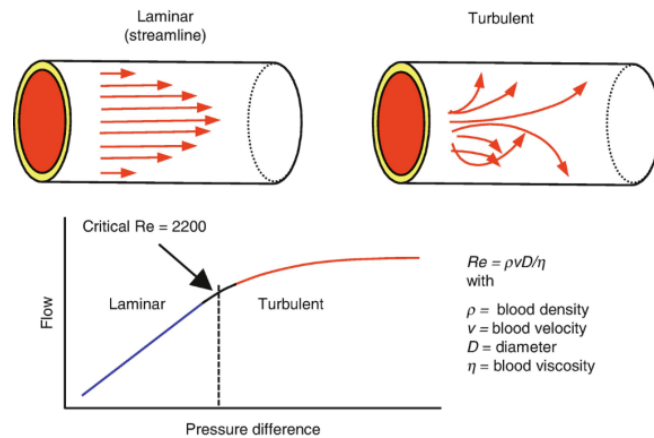 Laminar
(streamline)
Turbulent
Critical Re = 2200
Laminar
Turbulent
Flow
Pressure difference
Re = ρvD/η
with
ρ = blood density
v = blood velocity
D = diameter
η = blood viscosity